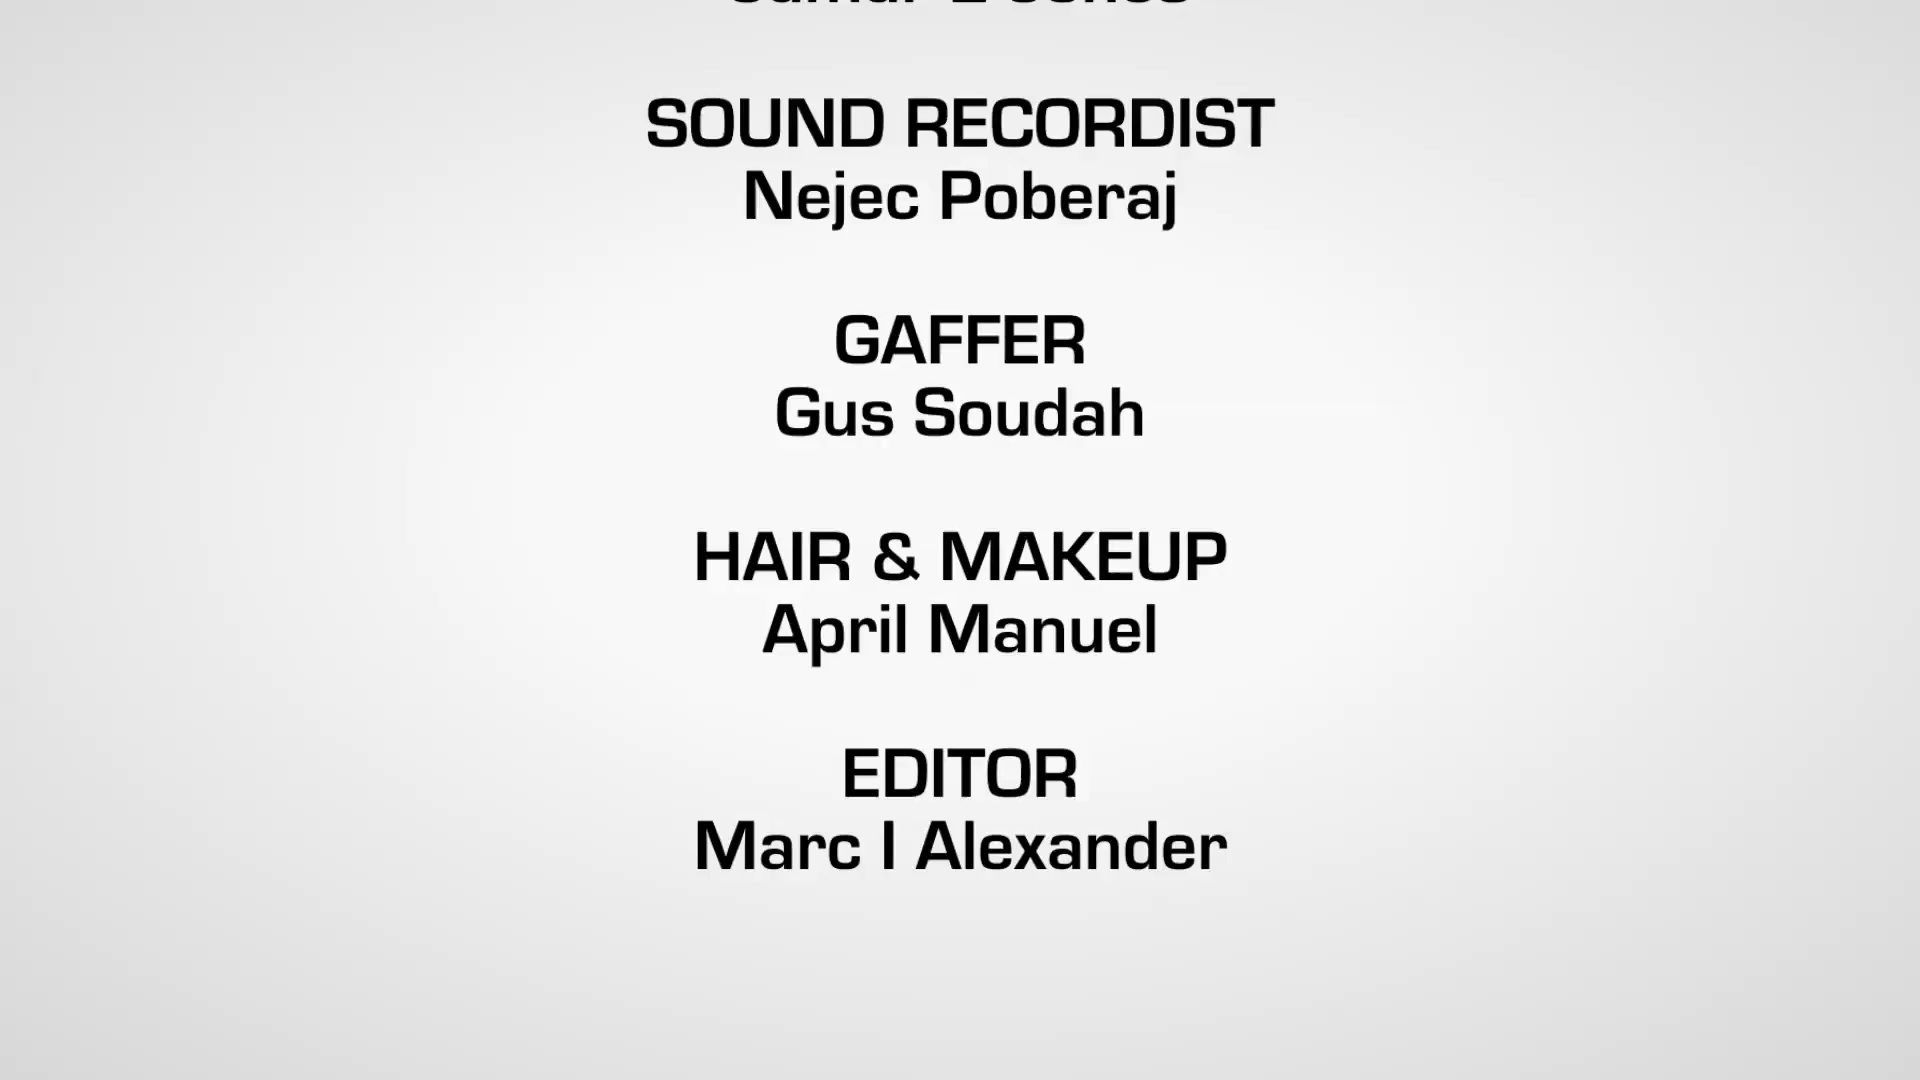 SOUND RECORDIST
Nejec Poberaj
GAFFER
Gus Soudah
HAIR & MAKEUP
April Manuel
EDITOR
Marc I Alexander